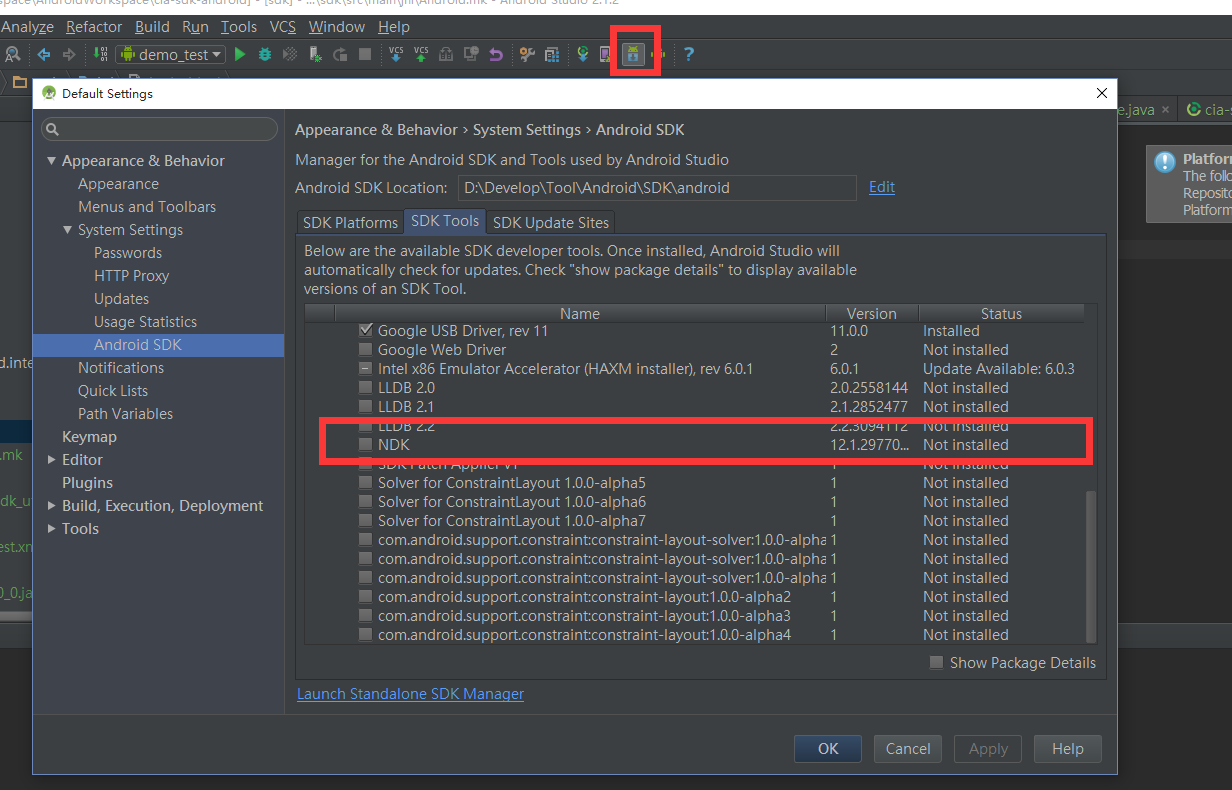 space\AndroidWorkspace\cia-sdk-android] - [sdk] - ...\sdk\src\main\jni\Android.mk - Android Studio 2.1.2
Analyze Refactor Build Run Tools VCS Window Help
demo_test
VCS VCS
?
Default Settings
e.java
cia-s
Appearance & Behavior
Appearance
Menus and Toolbars
System Settings
Passwords
HTTP Proxy
Updates
Usage Statistics
Android SDK
Notifications
Quick Lists
Path Variables
Keymap
Editor
Plugins
Build, Execution, Deployment
Tools
Appearance & Behavior › System Settings › Android SDK
Manager for the Android SDK and Tools used by Android Studio
Android SDK Location: D:\Develop\Tool\Android\SDK\android Edit
SDK Platforms SDK Tools SDK Update Sites
Below are the available SDK developer tools. Once installed, Android Studio will
automatically check for updates. Check "show package details" to display available
versions of an SDK Tool.
Name Version Status
Google USB Driver, rev 11 11.0.0 Installed
Google Web Driver 2 Not installed
Intel x86 Emulator Accelerator (HAXM installer), rev 6.0.1 6.0.1 Update Available: 6.0.3
LLDB 2.0 2.0.2558144 Not installed
LLDB 2.1 2.1.2852477 Not installed
LLDB 2.2 2.2.3094112 Not installed
NDK 12.1.29770... Not installed
SDK Patch Applier v1 1 Not installed
Solver for ConstraintLayout 1.0.0-alpha5 1 Not installed
Solver for ConstraintLayout 1.0.0-alpha6 1 Not installed
Solver for ConstraintLayout 1.0.0-alpha7 1 Not installed
com.android.support.constraint:constraint-layout-solver:1.0.0-alpha 1 Not installed
com.android.support.constraint:constraint-layout-solver:1.0.0-alpha 1 Not installed
com.android.support.constraint:constraint-layout-solver:1.0.0-alpha 1 Not installed
com.android.support.constraint:constraint-layout:1.0.0-alpha2 1 Not installed
com.android.support.constraint:constraint-layout:1.0.0-alpha3 1 Not installed
com.android.support.constraint:constraint-layout:1.0.0-alpha4 1 Not installed
Show Package Details
Launch Standalone SDK Manager
OK Cancel Apply Help
Platfor
The follo
Reposito
Platform
d.inte
.mk
dk_u
est.xm
0_0.ja